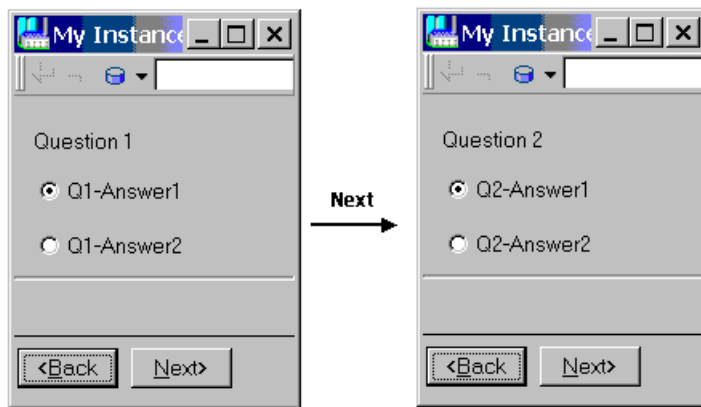 My Instance
Question 1
Q1-Answer1
Q1-Answer2
<Back Next>
Next
My Instance
Question 2
Q2-Answer1
Q2-Answer2
<Back Next>